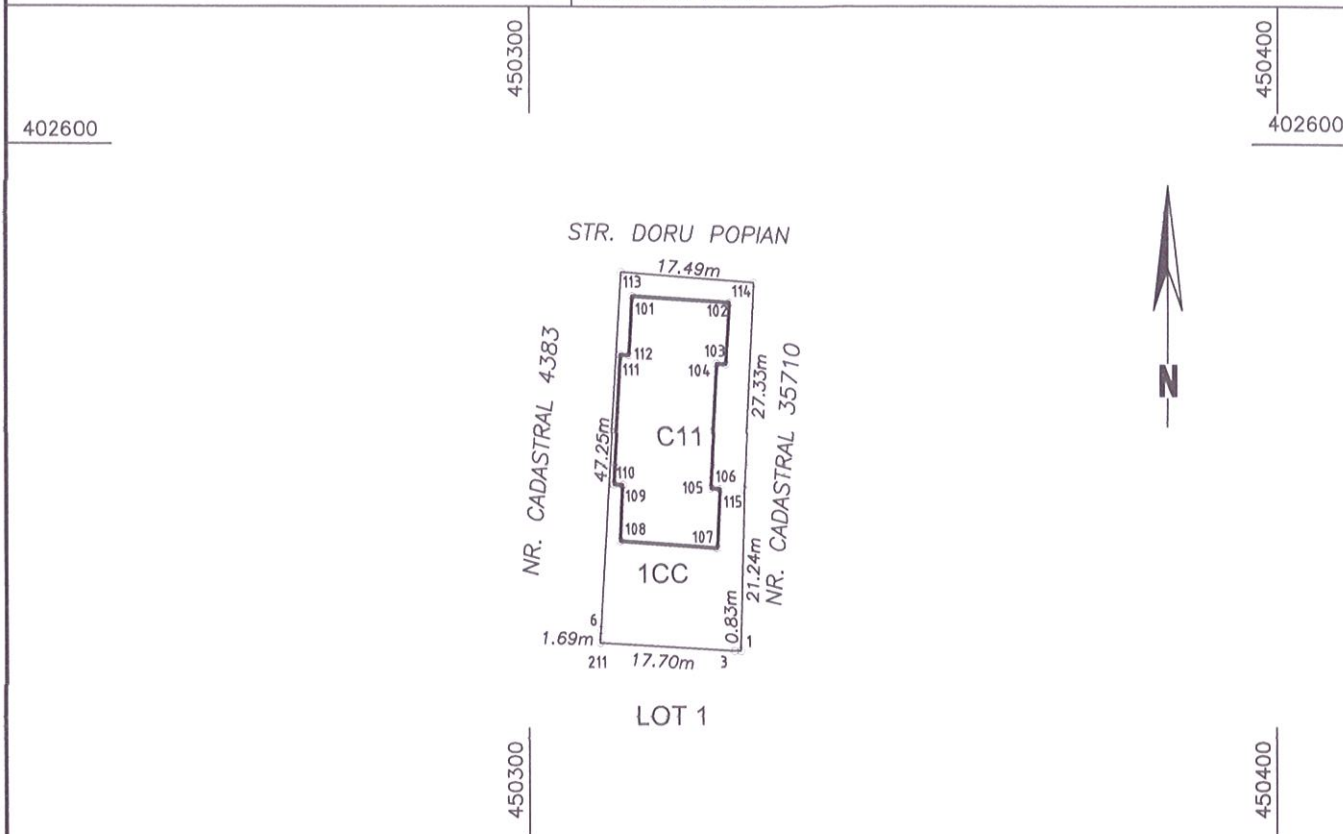 450300
450400
402600
402600
STR. DORU POPIAN
17.49m
113
114
101
102
112
103
111
104
NR. CADASTRAL 4383
47.25m
27.33m
NR. CADASTRAL 35710
C11
N
110
106
109
105
115
108
107
1CC
21.24m
0.83m
6
1
1.69m
211
17.70m
3
LOT 1
450300
450400